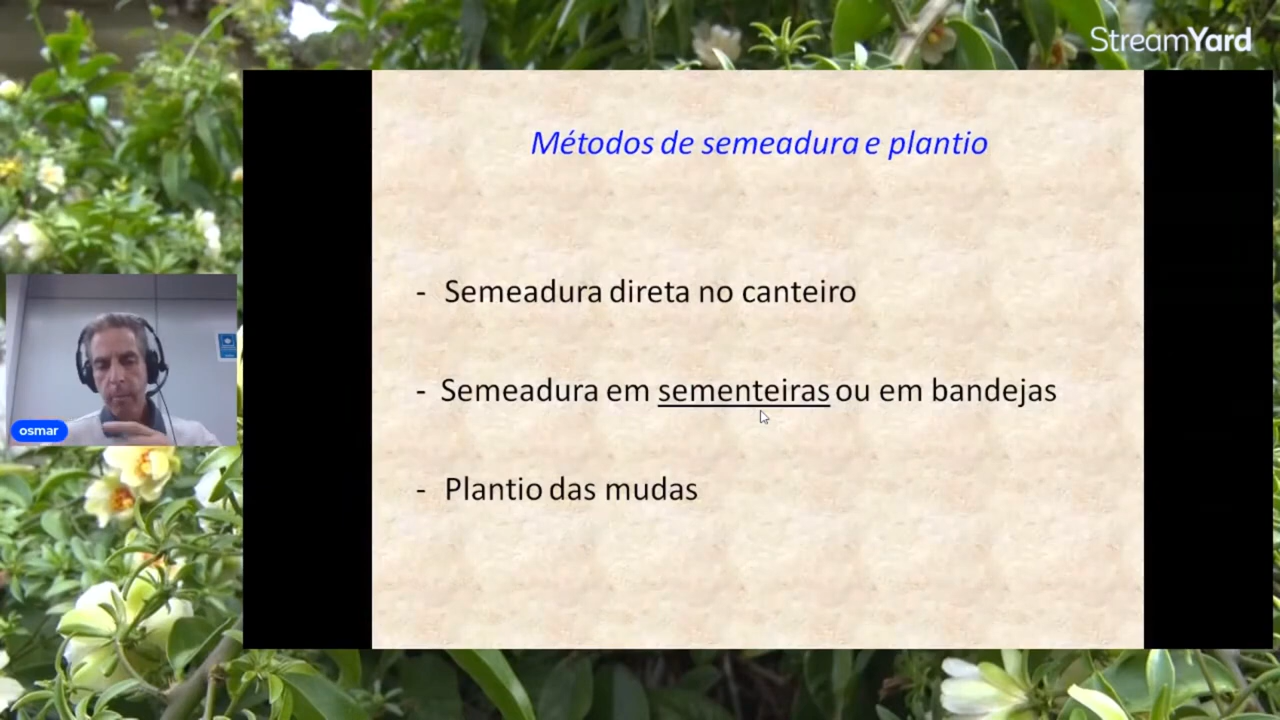 StreamYard
Métodos de semeadura e plantio
- Semeadura direta no canteiro
- Semeadura em sementeiras ou em bandejas
- Plantio das mudas
osmar